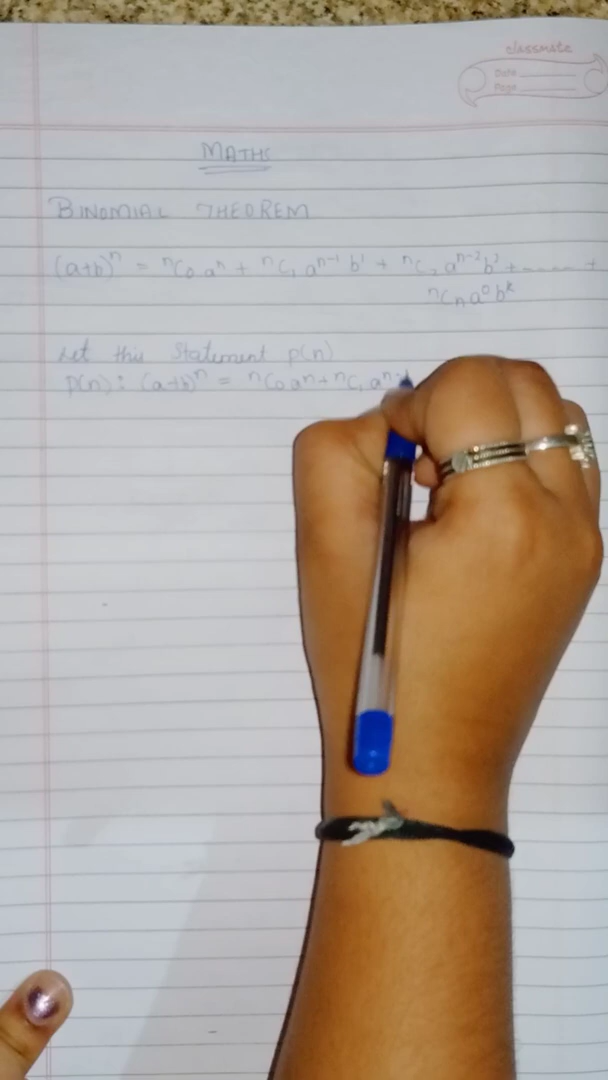 classmate
Date
Page
MATHS
BINOMIAL THEOREM
(a+b)ⁿ = ⁿC₀ aⁿ + ⁿC₁ aⁿ⁻¹ b¹ + ⁿC₂ aⁿ⁻² b² + ...... +
ⁿCₙ a⁰ bᵏ
Let this Statement p(n)
p(n) : (a+b)ⁿ = ⁿC₀ aⁿ + ⁿC₁ aⁿ⁻